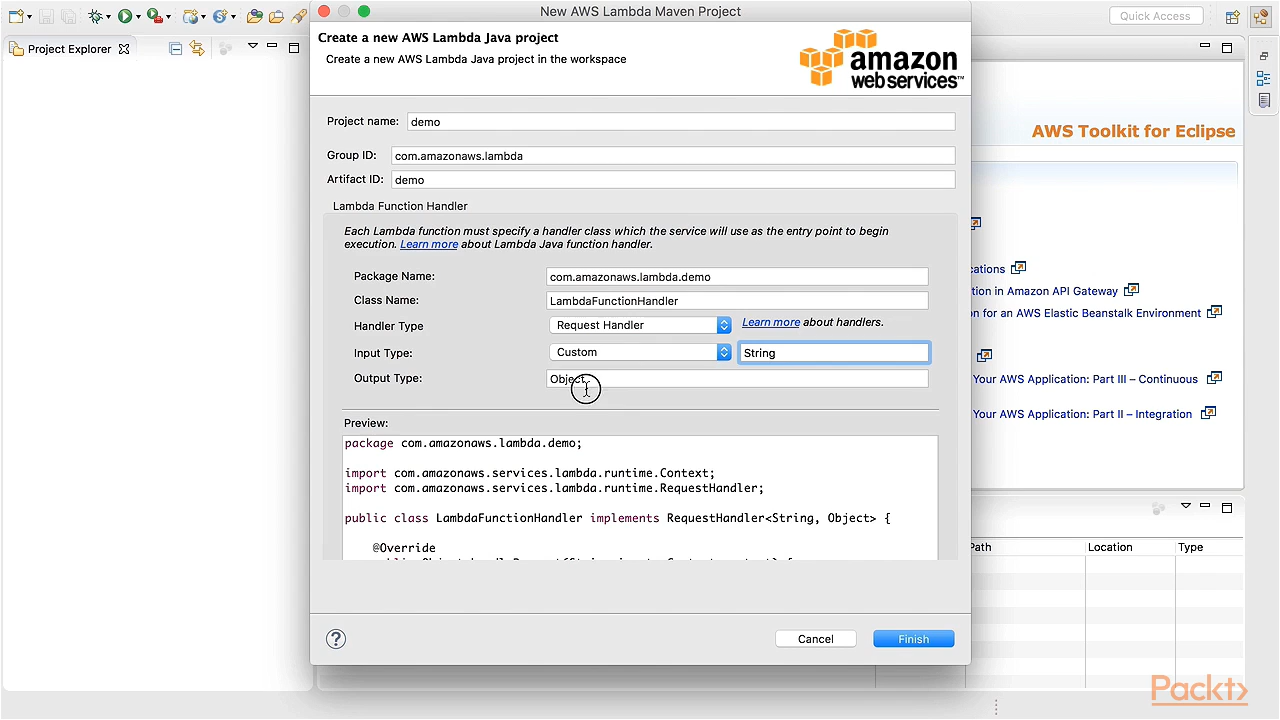 New AWS Lambda Maven Project
Quick Access
Project Explorer
Create a new AWS Lambda Java project
Create a new AWS Lambda Java project in the workspace
amazon
webservices™
AWS Toolkit for Eclipse
Project name: demo
Group ID: com.amazonaws.lambda
Artifact ID: demo
Lambda Function Handler
Each Lambda function must specify a handler class which the service will use as the entry point to begin
execution. Learn more about Lambda Java function handler.
Package Name: com.amazonaws.lambda.demo
Class Name: LambdaFunctionHandler
Handler Type Request Handler Learn more about handlers.
Input Type: Custom String
Output Type: Object
Preview:
package com.amazonaws.lambda.demo;
import com.amazonaws.services.lambda.runtime.Context;
import com.amazonaws.services.lambda.runtime.RequestHandler;
public class LambdaFunctionHandler implements RequestHandler<String, Object> {
@Override
in Amazon API Gateway
for an AWS Elastic Beanstalk Environment
Your AWS Application: Part III – Continuous
Your AWS Application: Part II – Integration
Path Location Type
? Cancel Finish
Packt>